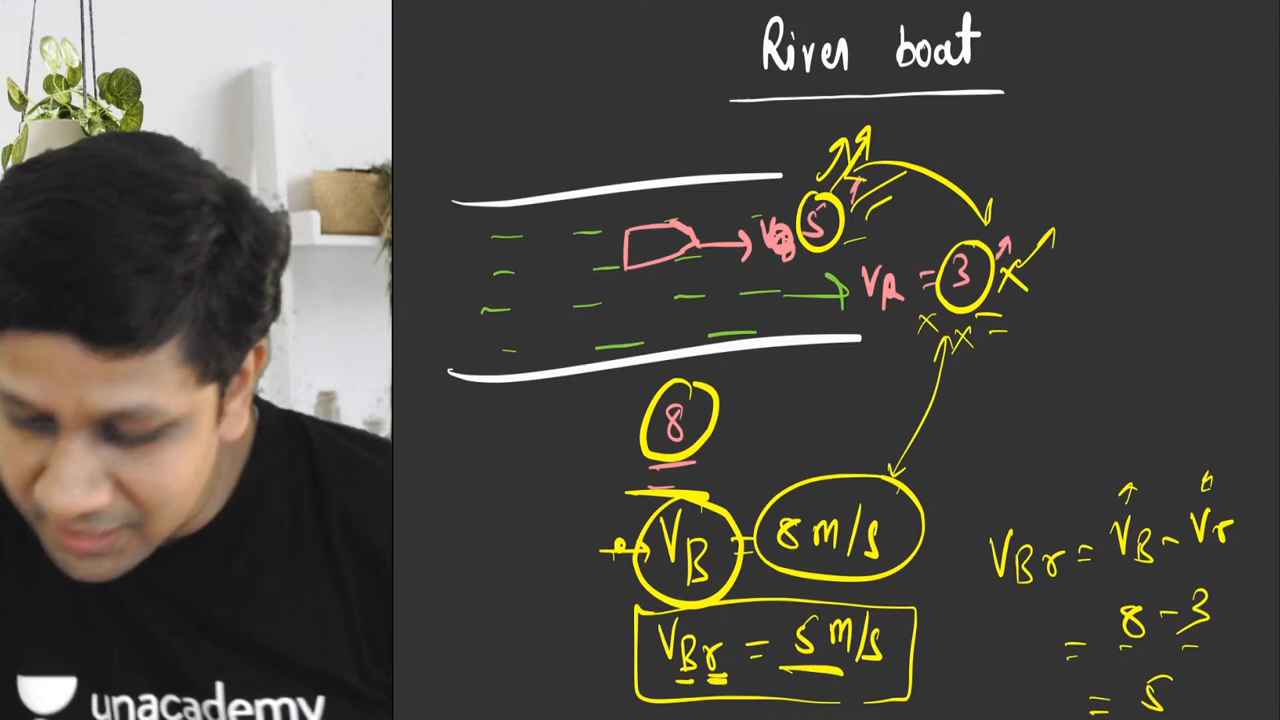 River boat
5
VR = 3
8
VB = 8 m/s
VBr = 5 m/s
VBr = VB - Vr
= 8 - 3
= 5
unacademy